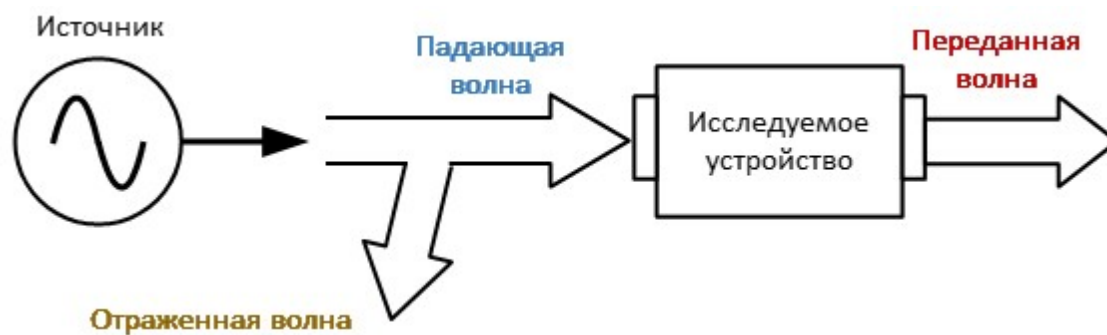 Источник
Падающая
волна
Переданная
волна
Исследуемое
устройство
Отраженная волна